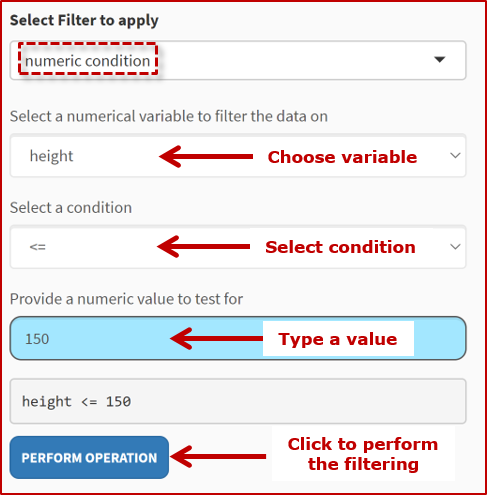 Select Filter to apply
numeric condition
Select a numerical variable to filter the data on
height Choose variable
Select a condition
<= Select condition
Provide a numeric value to test for
150 Type a value
height <= 150
PERFORM OPERATION
Click to perform
the filtering